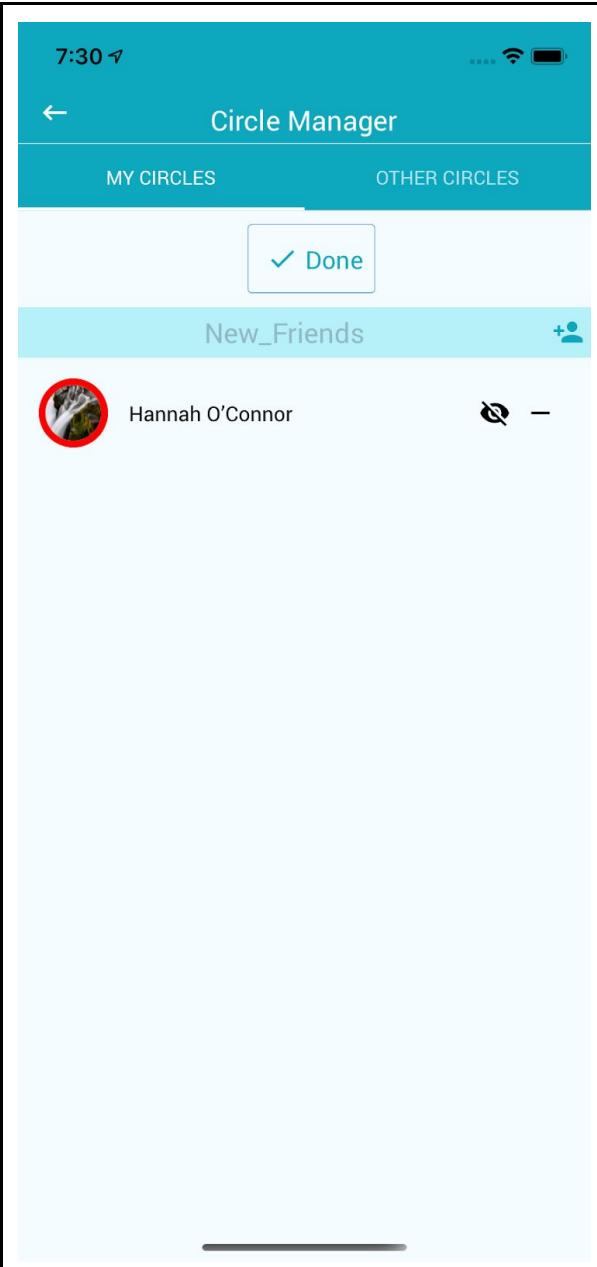 7:30
Circle Manager
MY CIRCLES OTHER CIRCLES
Done
New_Friends
Hannah O'Connor